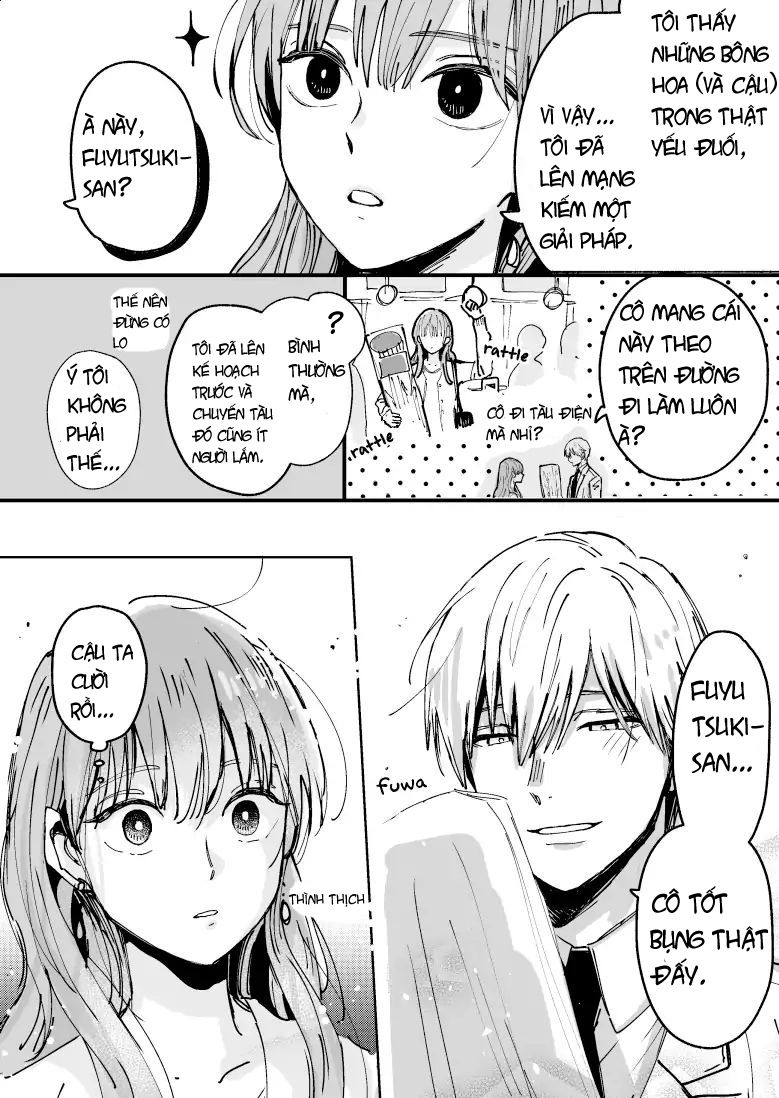 TÔI THẤY
NHỮNG BÔNG
HOA (VÀ CẬU)
TRONG THẬT
YẾU ĐUỐI,
VÌ VẬY...
TÔI ĐÃ
LÊN MẠNG
KIẾM MỘT
GIẢI PHÁP.
À NÀY,
FUYUTSUKI-
SAN?
CÔ MANG CÁI
NÀY THEO
TRÊN ĐƯỜNG
ĐI LÀM LUÔN
À?
rattle
rattle
CÔ ĐI TÀU ĐIỆN
MÀ NHỈ?
?
BÌNH
THƯỜNG
MÀ,
TÔI ĐÃ LÊN
KẾ HOẠCH
TRƯỚC VÀ
CHUYẾN TÀU
ĐÓ CŨNG ÍT
NGƯỜI LẮM.
THẾ NÊN
ĐỪNG CÓ
LO
Ý TÔI
KHÔNG
PHẢI
THẾ...
FUYU
TSUKI-
SAN...
fuwa
CÔ TỐT
BỤNG THẬT
ĐẤY.
CẬU TA
CƯỜI
RỒI...
THÌNH THỊCH